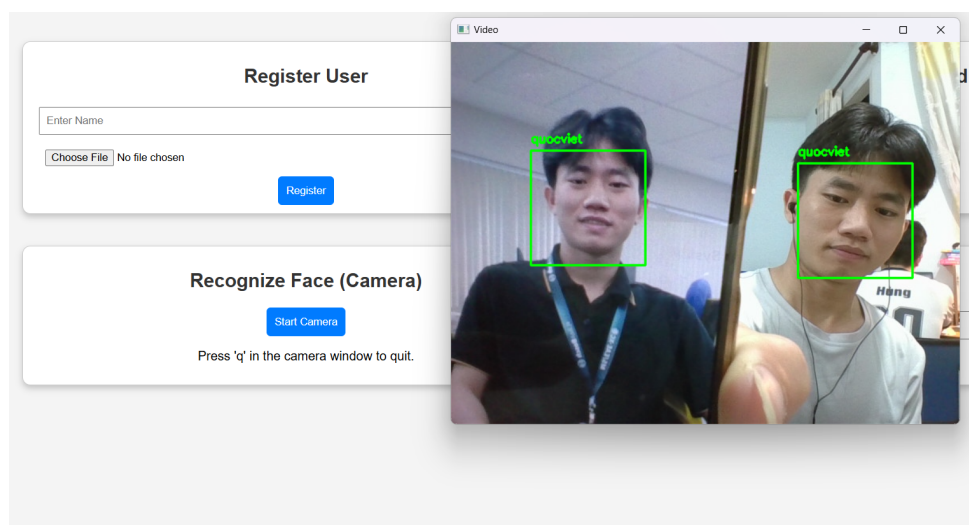 Register User
Enter Name
Choose File No file chosen
Register
Recognize Face (Camera)
Start Camera
Press 'q' in the camera window to quit.
Video
quocviet
quocviet
Hung
d